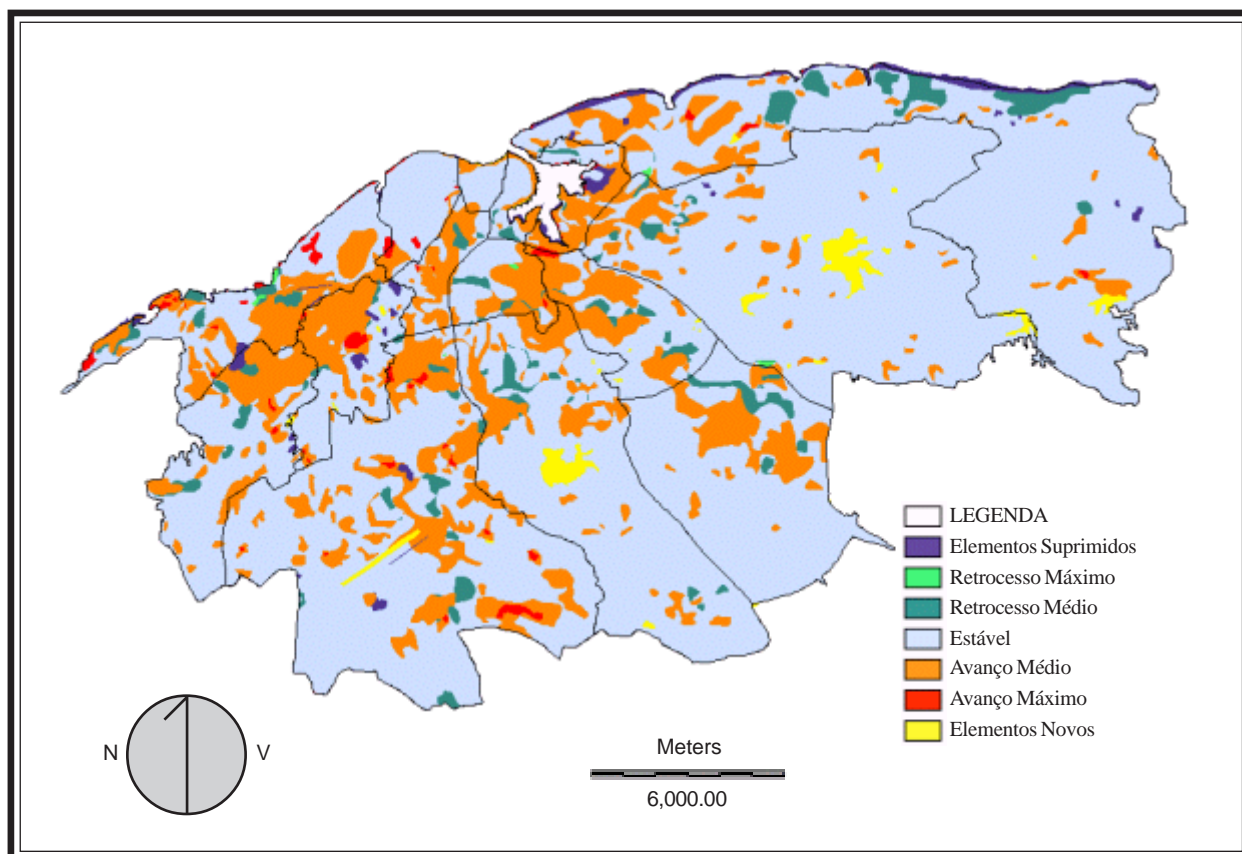 LEGENDA
Elementos Suprimidos
Retrocesso Máximo
Retrocesso Médio
Estável
Avanço Médio
Avanço Máximo
Elementos Novos
N V
Meters
6,000.00